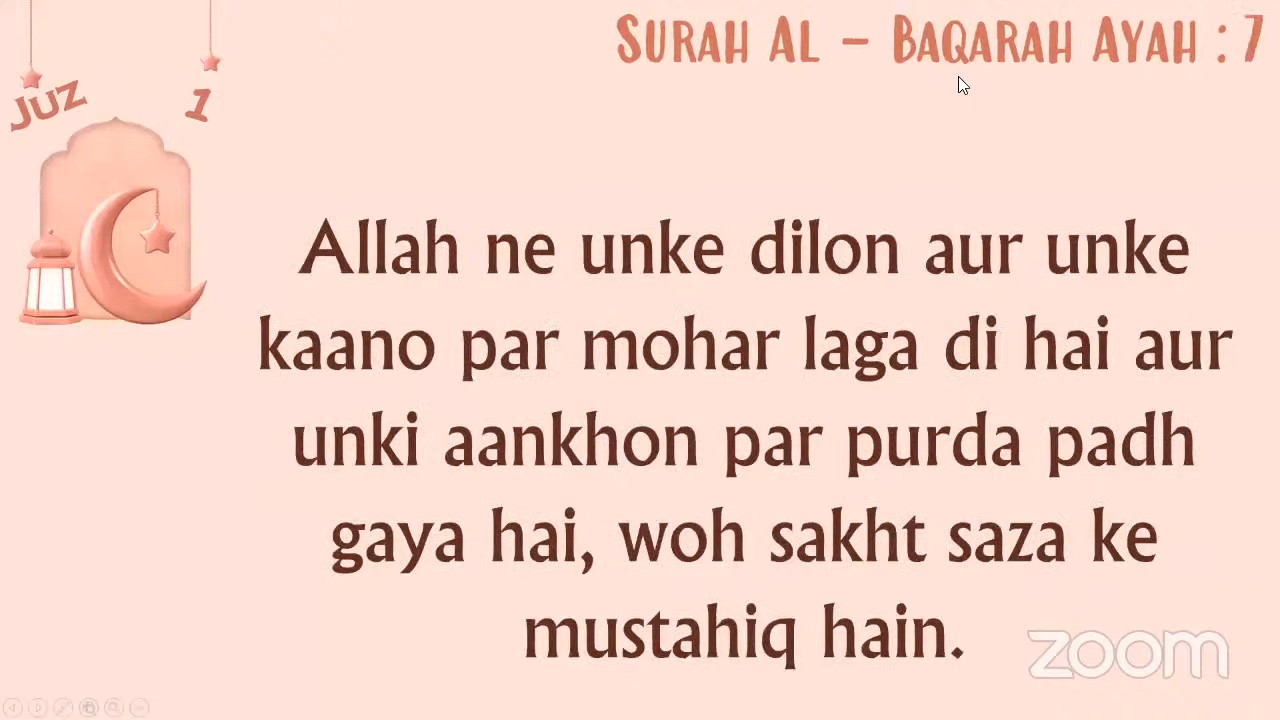 SURAH AL - BAQARAH AYAH : 7
JUZ 1
Allah ne unke dilon aur unke
kaano par mohar laga di hai aur
unki aankhon par purda padh
gaya hai, woh sakht saza ke
mustahiq hain.
zoom